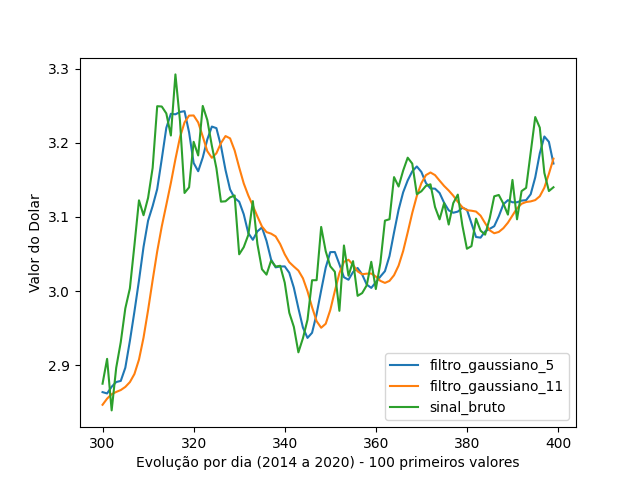 3.3
3.2
3.1
3.0
2.9
Valor do Dolar
filtro_gaussiano_5
filtro_gaussiano_11
sinal_bruto
300 320 340 360 380 400
Evolução por dia (2014 a 2020) - 100 primeiros valores